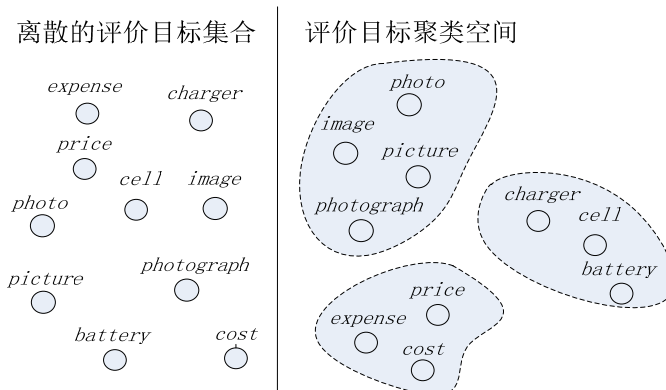 离散的评价目标集合
expense
charger
price
cell
image
photo
photograph
picture
battery
cost
评价目标聚类空间
photo
image
picture
photograph
charger
cell
battery
price
expense
cost